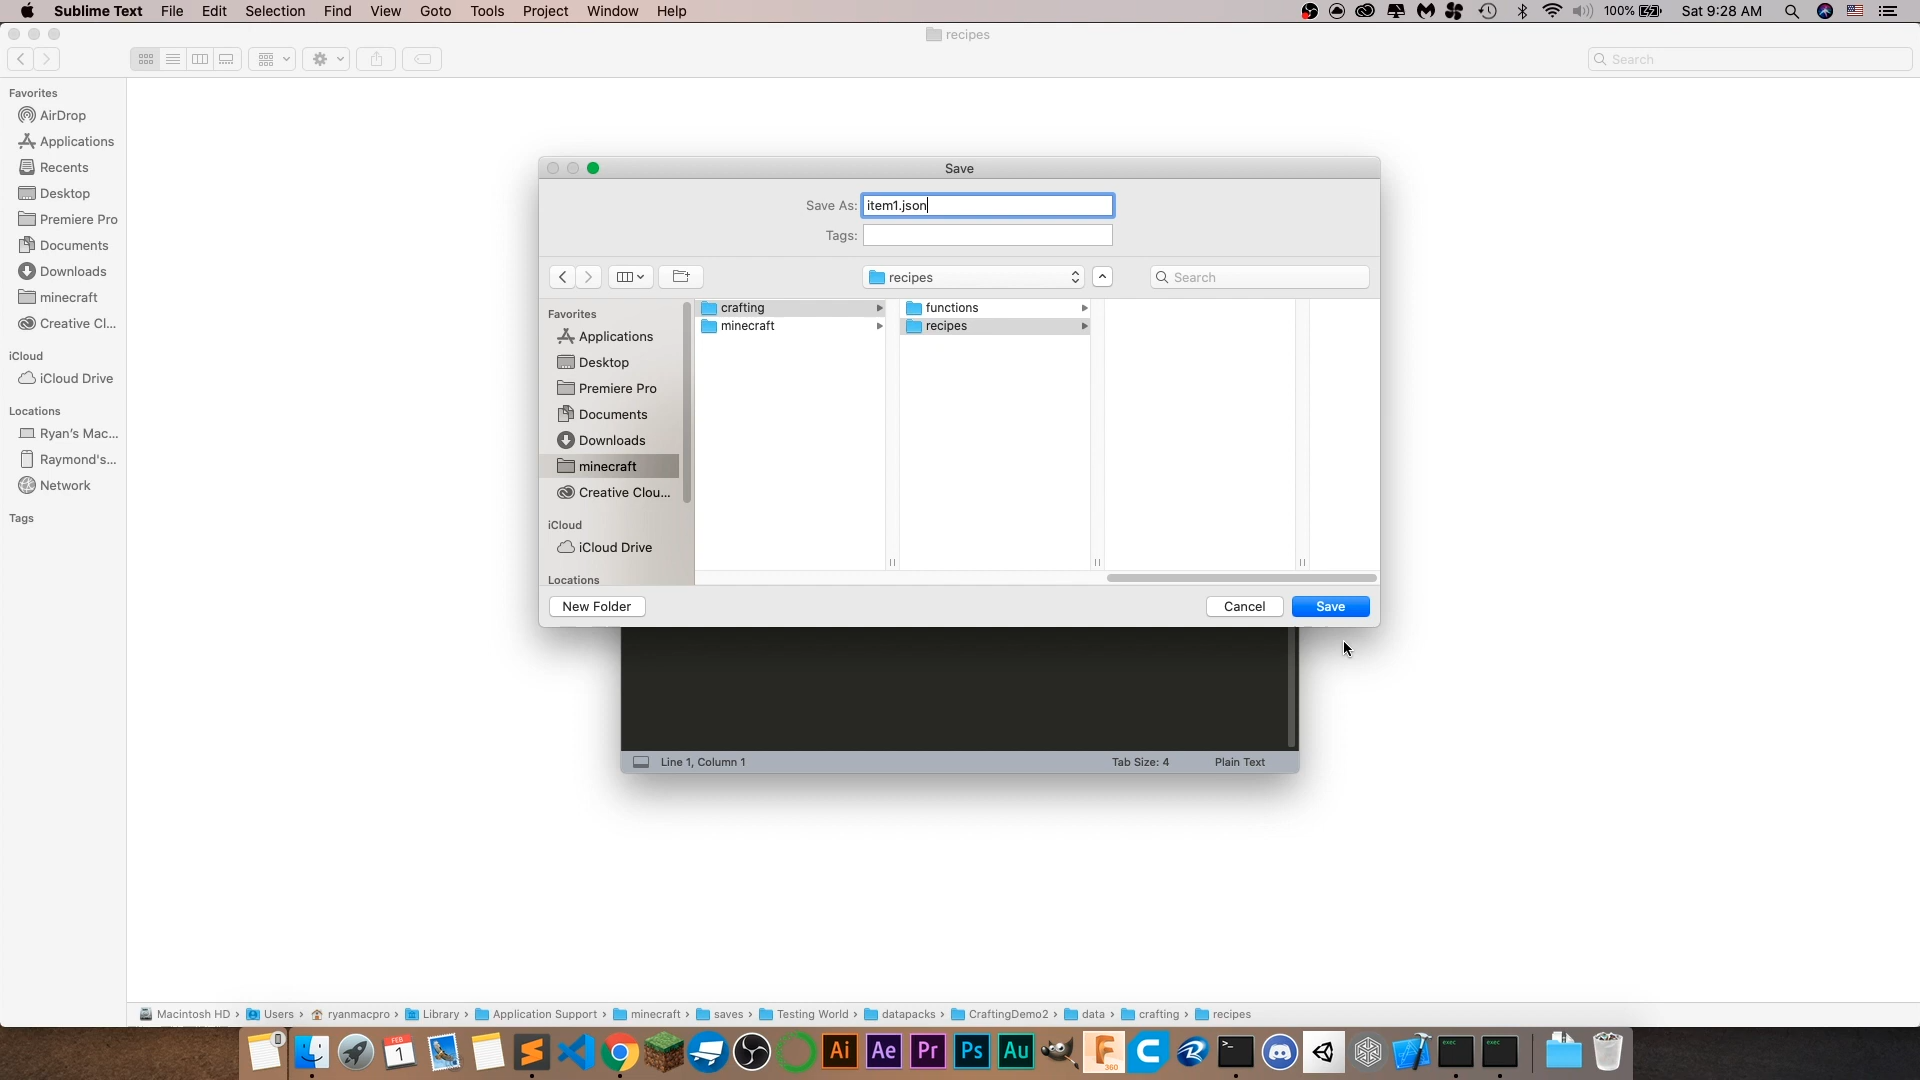 Sublime Text File Edit Selection Find View Goto Tools Project Window Help 100% Sat 9:28 AM
recipes
Search
Favorites
AirDrop
Applications
Recents
Desktop
Premiere Pro
Documents
Downloads
minecraft
Creative Cl...
iCloud
iCloud Drive
Locations
Ryan's Mac...
Raymond's...
Network
Tags
Save
Save As: item1.json
Tags:
recipes
Search
Favorites
Applications
Desktop
Premiere Pro
Documents
Downloads
minecraft
Creative Clou...
iCloud
iCloud Drive
Locations
crafting
minecraft
functions
recipes
New Folder Cancel Save
Line 1, Column 1 Tab Size: 4 Plain Text
Macintosh HD › Users › ryanmacpro › Library › Application Support › minecraft › saves › Testing World › datapacks › CraftingDemo2 › data › crafting › recipes
FEB
1
Ai Ae Pr Ps Au
360
exec exec